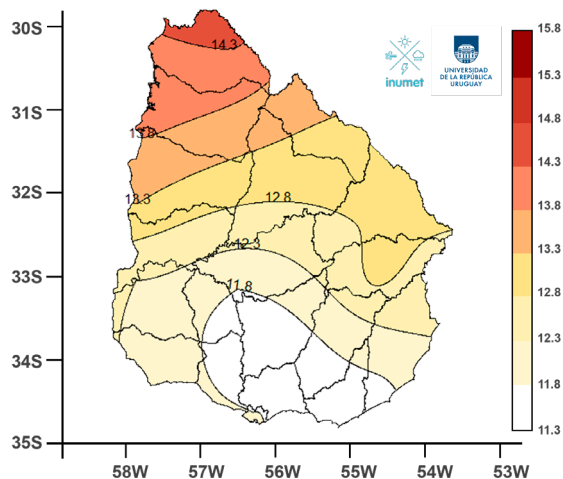 30S
31S
32S
33S
34S
35S
58W
57W
56W
55W
54W
53W
14.3
13.8
13.3
12.8
12.3
11.8
inumet
UNIVERSIDAD
DE LA REPÚBLICA
URUGUAY
15.8
15.3
14.8
14.3
13.8
13.3
12.8
12.3
11.8
11.3